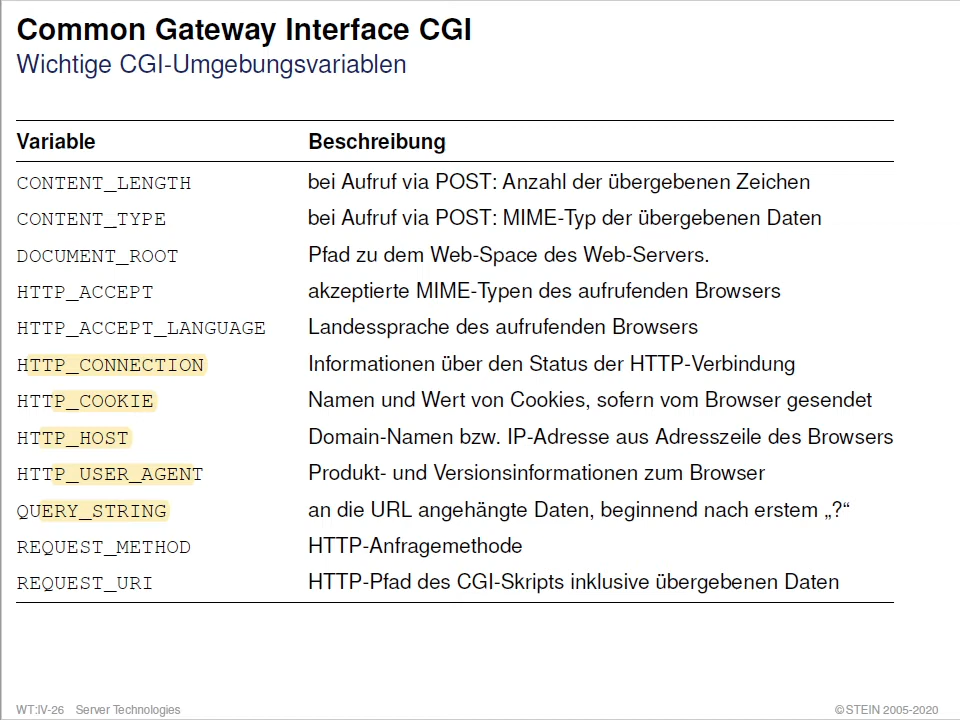 Common Gateway Interface CGI
Wichtige CGI-Umgebungsvariablen
Variable Beschreibung
CONTENT_LENGTH bei Aufruf via POST: Anzahl der übergebenen Zeichen
CONTENT_TYPE bei Aufruf via POST: MIME-Typ der übergebenen Daten
DOCUMENT_ROOT Pfad zu dem Web-Space des Web-Servers.
HTTP_ACCEPT akzeptierte MIME-Typen des aufrufenden Browsers
HTTP_ACCEPT_LANGUAGE Landessprache des aufrufenden Browsers
HTTP_CONNECTION Informationen über den Status der HTTP-Verbindung
HTTP_COOKIE Namen und Wert von Cookies, sofern vom Browser gesendet
HTTP_HOST Domain-Namen bzw. IP-Adresse aus Adresszeile des Browsers
HTTP_USER_AGENT Produkt- und Versionsinformationen zum Browser
QUERY_STRING an die URL angehängte Daten, beginnend nach erstem „?“
REQUEST_METHOD HTTP-Anfragemethode
REQUEST_URI HTTP-Pfad des CGI-Skripts inklusive übergebenen Daten
WT:IV-26 Server Technologies ©STEIN 2005-2020